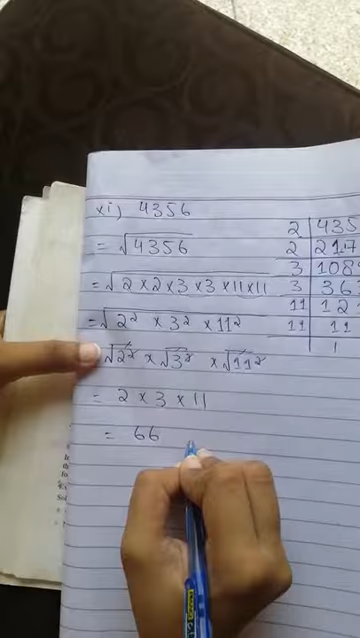 xi) 4356
= √4356
= √2 × 2 × 3 × 3 × 11 × 11
= √2² × 3² × 11²
√2² × √3² × √11²
= 2 × 3 × 11
= 66
2 | 435
2 | 217
3 | 108
3 | 36
11 | 12
11 | 11
1